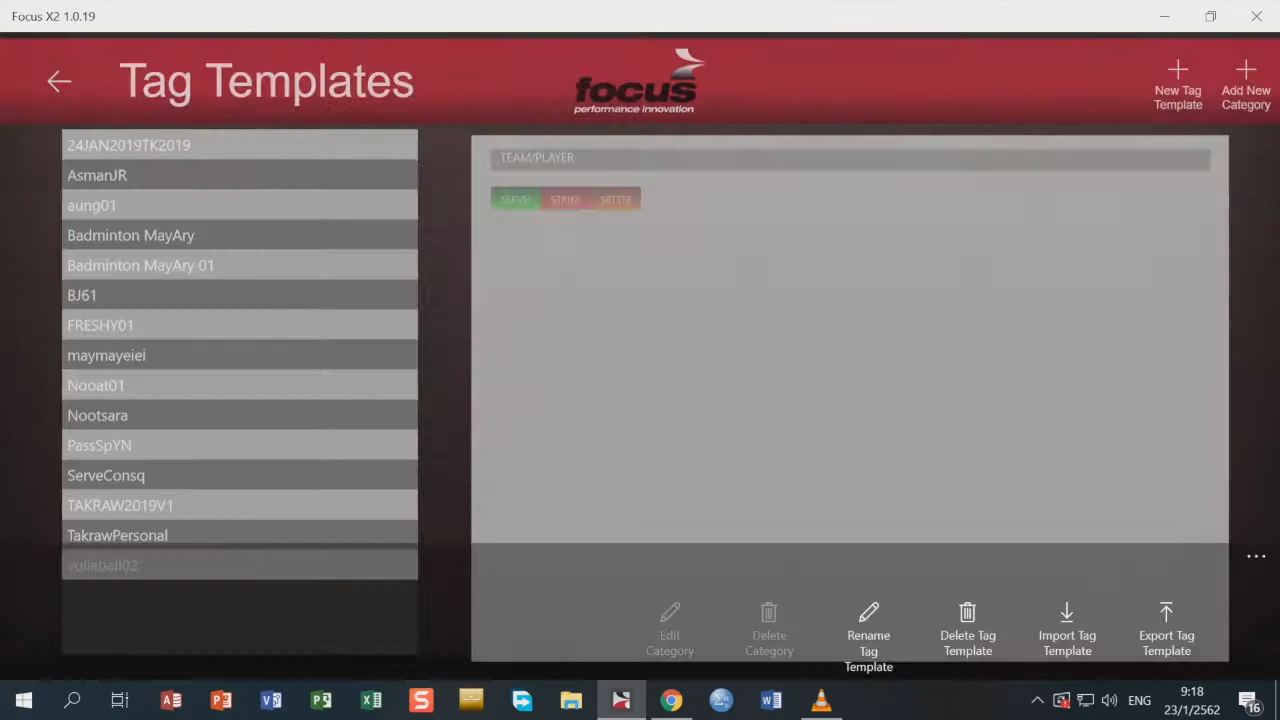 Focus X2 1.0.19
Tag Templates
focus
performance innovation
New Tag Template
Add New Category
24JAN2019TK2019
AsmanJR
aung01
Badminton MayAry
Badminton MayAry 01
BJ61
FRESHY01
maymayeiei
Nooat01
Nootsara
PassSpYN
ServeConsq
TAKRAW2019V1
TakrawPersonal
vollaball02
TEAM/PLAYER
SERVE STRIKE SETTER
Edit Category
Delete Category
Rename Tag Template
Delete Tag Template
Import Tag Template
Export Tag Template
ENG
9:18
23/1/2562
16